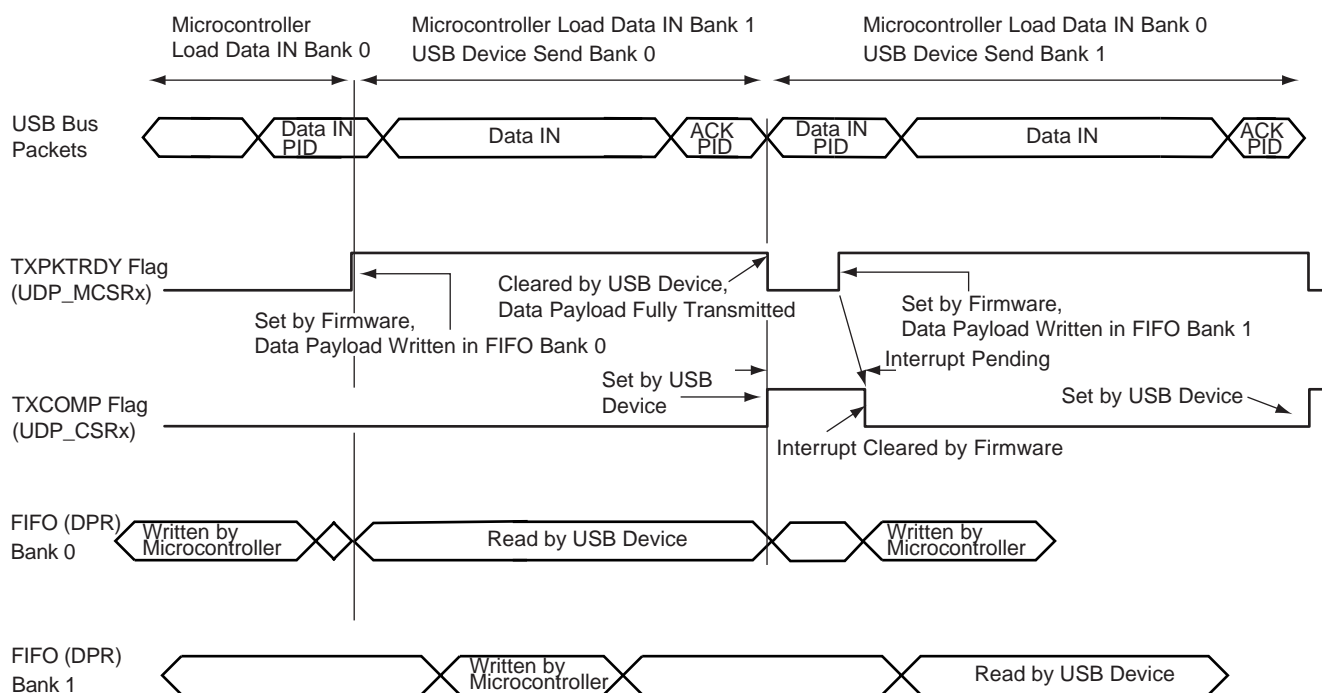 Microcontroller
Load Data IN Bank 0
Microcontroller Load Data IN Bank 1
USB Device Send Bank 0
Microcontroller Load Data IN Bank 0
USB Device Send Bank 1
USB Bus
Packets
Data IN
PID
Data IN
ACK
PID
Data IN
PID
Data IN
ACK
PID
TXPKTRDY Flag
(UDP_MCSRx)
Set by Firmware,
Data Payload Written in FIFO Bank 0
Cleared by USB Device,
Data Payload Fully Transmitted
Set by Firmware,
Data Payload Written in FIFO Bank 1
Interrupt Pending
Set by USB
Device
TXCOMP Flag
(UDP_CSRx)
Set by USB Device
Interrupt Cleared by Firmware
FIFO (DPR)
Bank 0
Written by
Microcontroller
Read by USB Device
Written by
Microcontroller
FIFO (DPR)
Bank 1
Written by
Microcontroller
Read by USB Device